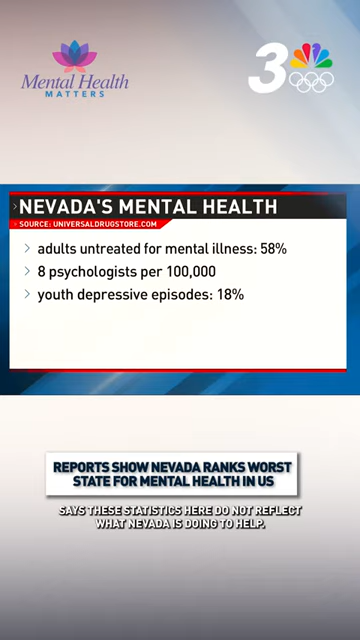 Mental Health
MATTERS
3
NEVADA'S MENTAL HEALTH
SOURCE: UNIVERSALDRUGSTORE.COM
adults untreated for mental illness: 58%
8 psychologists per 100,000
youth depressive episodes: 18%
REPORTS SHOW NEVADA RANKS WORST
STATE FOR MENTAL HEALTH IN US
SAYS THESE STATISTICS HERE DO NOT REFLECT
WHAT NEVADA IS DOING TO HELP.